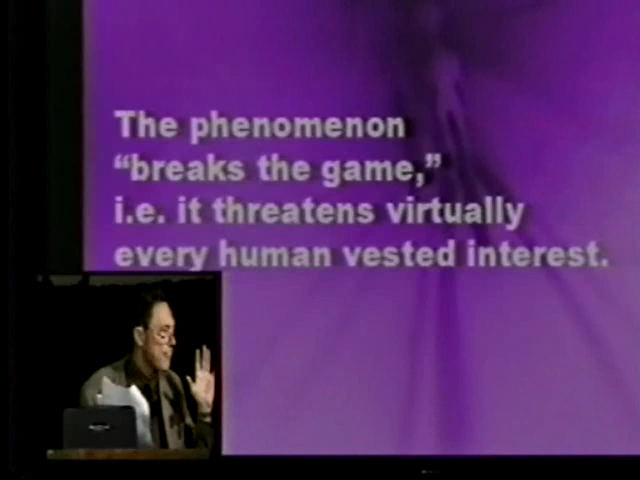 The phenomenon
“breaks the game,”
i.e. it threatens virtually
every human vested interest.